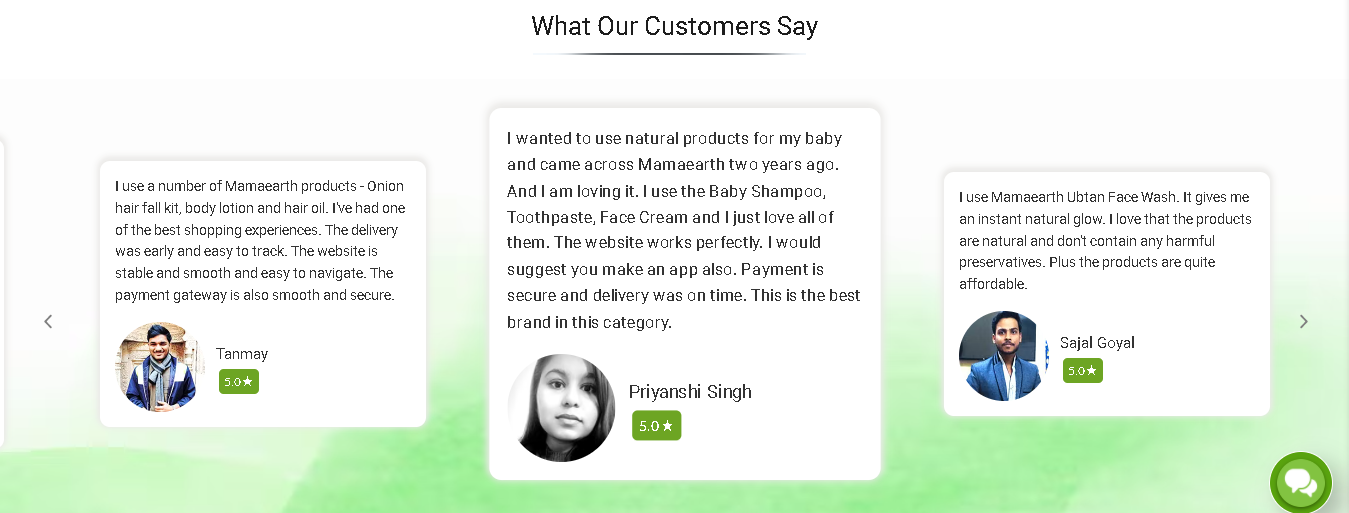 What Our Customers Say
I use a number of Mamaearth products - Onion
hair fall kit, body lotion and hair oil. I've had one
of the best shopping experiences. The delivery
was early and easy to track. The website is
stable and smooth and easy to navigate. The
payment gateway is also smooth and secure.
Tanmay
5.0★
I wanted to use natural products for my baby
and came across Mamaearth two years ago.
And I am loving it. I use the Baby Shampoo,
Toothpaste, Face Cream and I just love all of
them. The website works perfectly. I would
suggest you make an app also. Payment is
secure and delivery was on time. This is the best
brand in this category.
Priyanshi Singh
5.0 ★
I use Mamaearth Ubtan Face Wash. It gives me
an instant natural glow. I love that the products
are natural and don't contain any harmful
preservatives. Plus the products are quite
affordable.
Sajal Goyal
5.0★